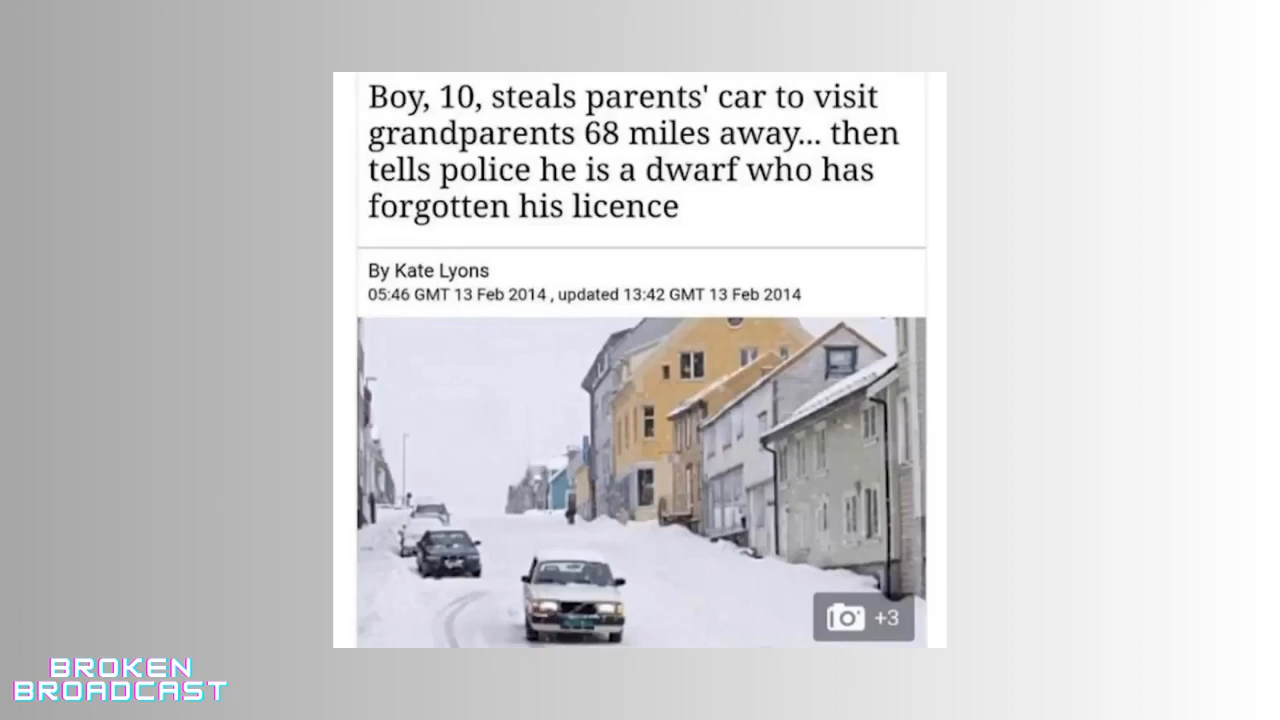 Boy, 10, steals parents' car to visit
grandparents 68 miles away... then
tells police he is a dwarf who has
forgotten his licence
By Kate Lyons
05:46 GMT 13 Feb 2014 , updated 13:42 GMT 13 Feb 2014
+3
BROKEN
BROADCAST